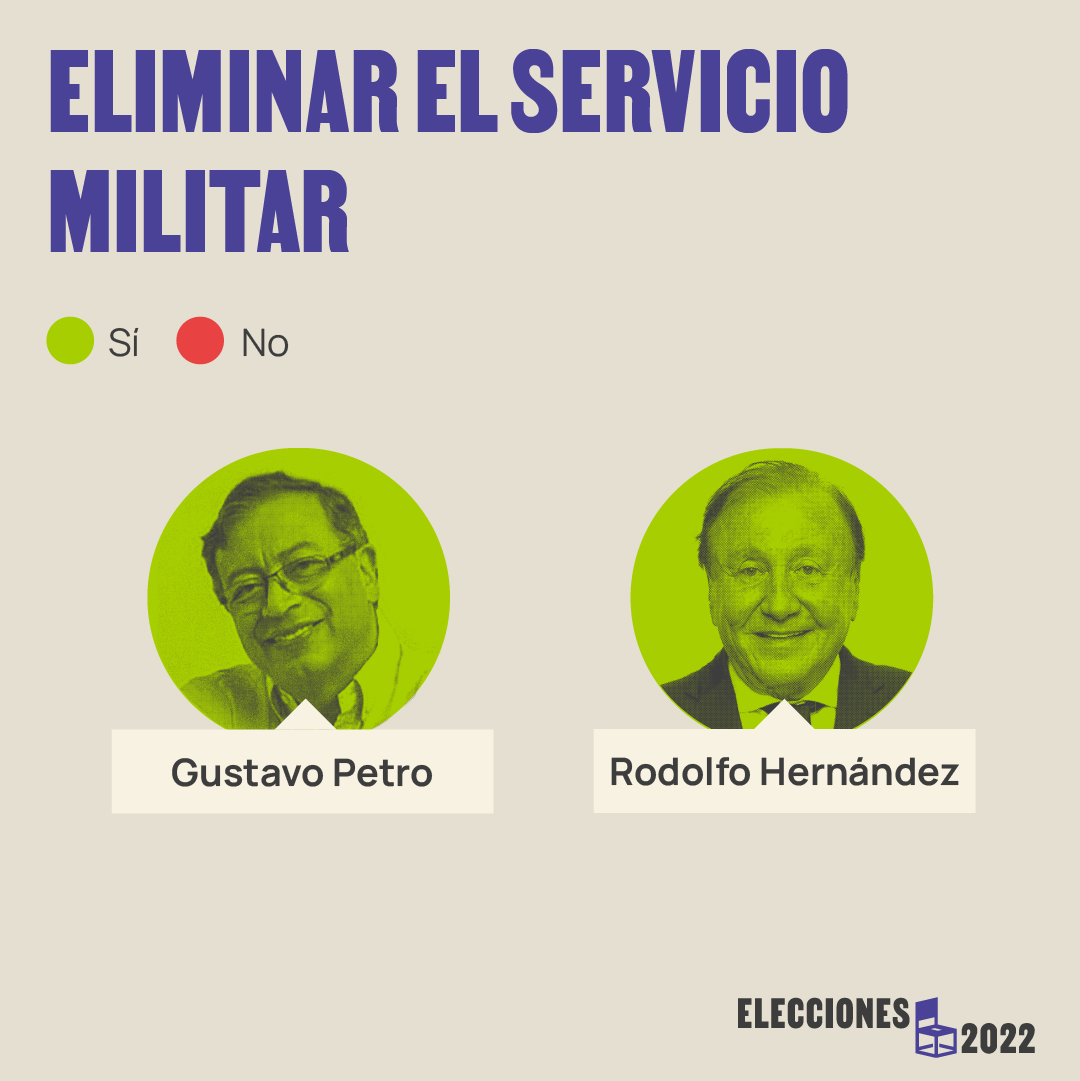 ELIMINAR EL SERVICIO
MILITAR
Sí No
Gustavo Petro
Rodolfo Hernández
ELECCIONES
2022